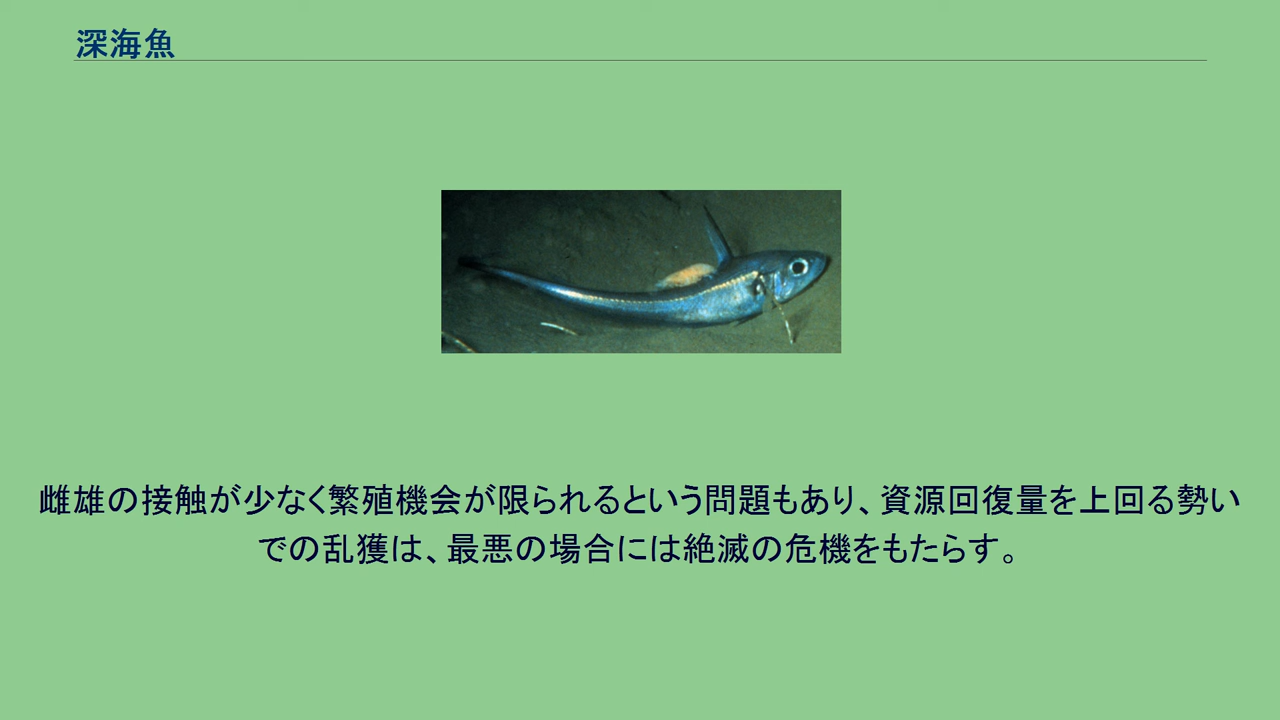 深海魚
雌雄の接触が少なく繁殖機会が限られるという問題もあり、資源回復量を上回る勢い
での乱獲は、最悪の場合には絶滅の危機をもたらす。